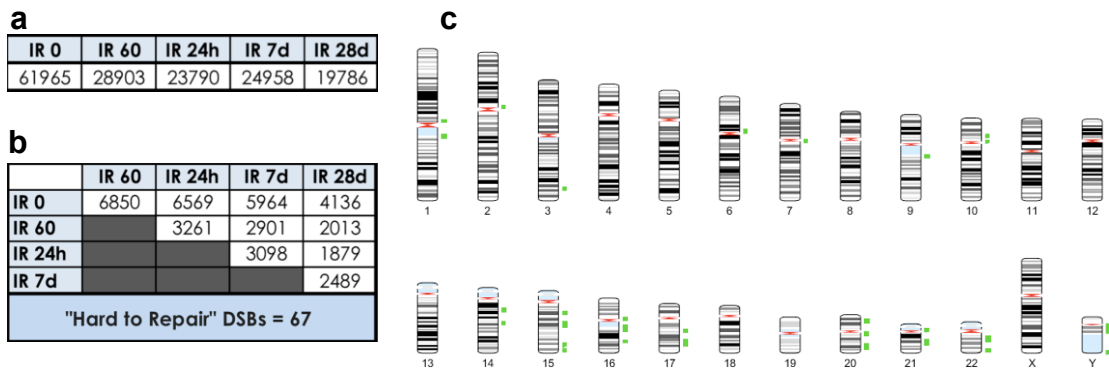 a
IR 0 IR 60 IR 24h IR 7d IR 28d
61965 28903 23790 24958 19786
b
IR 60 IR 24h IR 7d IR 28d
IR 0 6850 6569 5964 4136
IR 60 3261 2901 2013
IR 24h 3098 1879
IR 7d 2489
"Hard to Repair" DSBs = 67
c
1 2 3 4 5 6 7 8 9 10 11 12
13 14 15 16 17 18 19 20 21 22 X Y